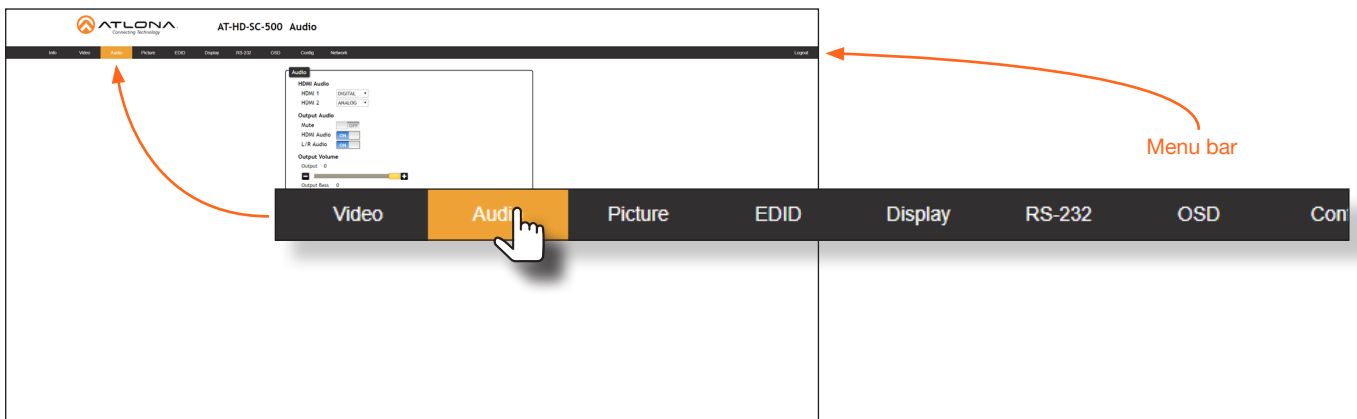 ATLONA
Connecting Technology
AT-HD-SC-500 Audio
Info Video Audio Picture EDID Display RS-232 OSD Config Network Logout
Audio
HDMI Audio
HDMI 1 DIGITAL
HDMI 2 ANALOG
Output Audio
Mute OFF
HDMI Audio ON
L/R Audio ON
Output Volume
Output 0
Output Bass 0
Menu bar
Video Audio Picture EDID Display RS-232 OSD Con